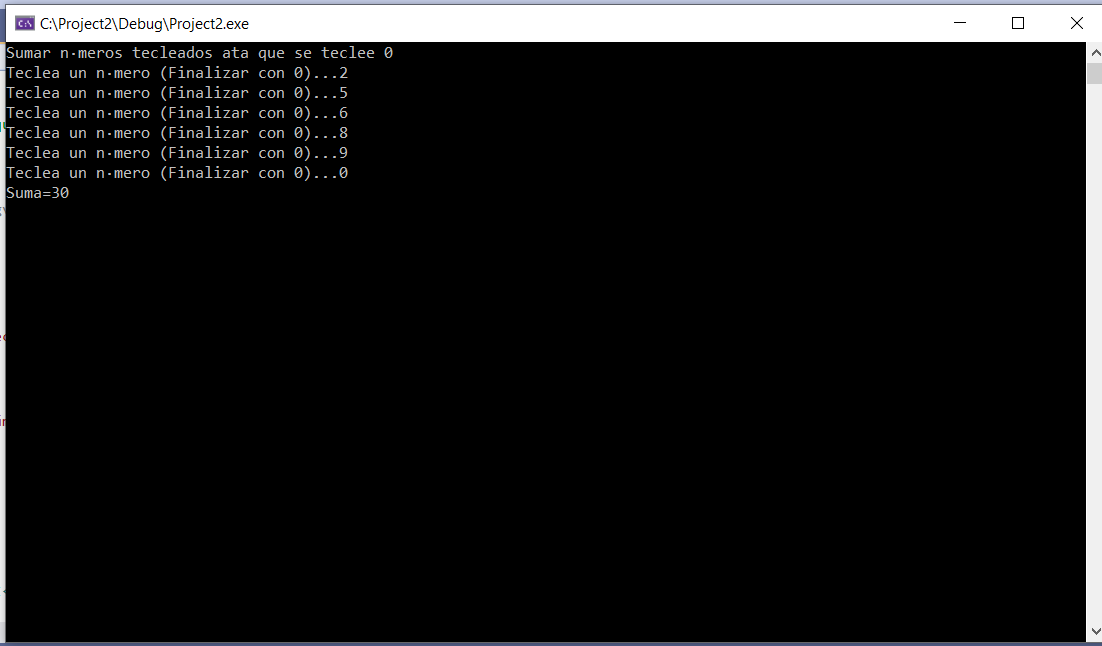 C:\Project2\Debug\Project2.exe
Sumar n·meros tecleados ata que se teclee 0
Teclea un n·mero (Finalizar con 0)...2
Teclea un n·mero (Finalizar con 0)...5
Teclea un n·mero (Finalizar con 0)...6
Teclea un n·mero (Finalizar con 0)...8
Teclea un n·mero (Finalizar con 0)...9
Teclea un n·mero (Finalizar con 0)...0
Suma=30